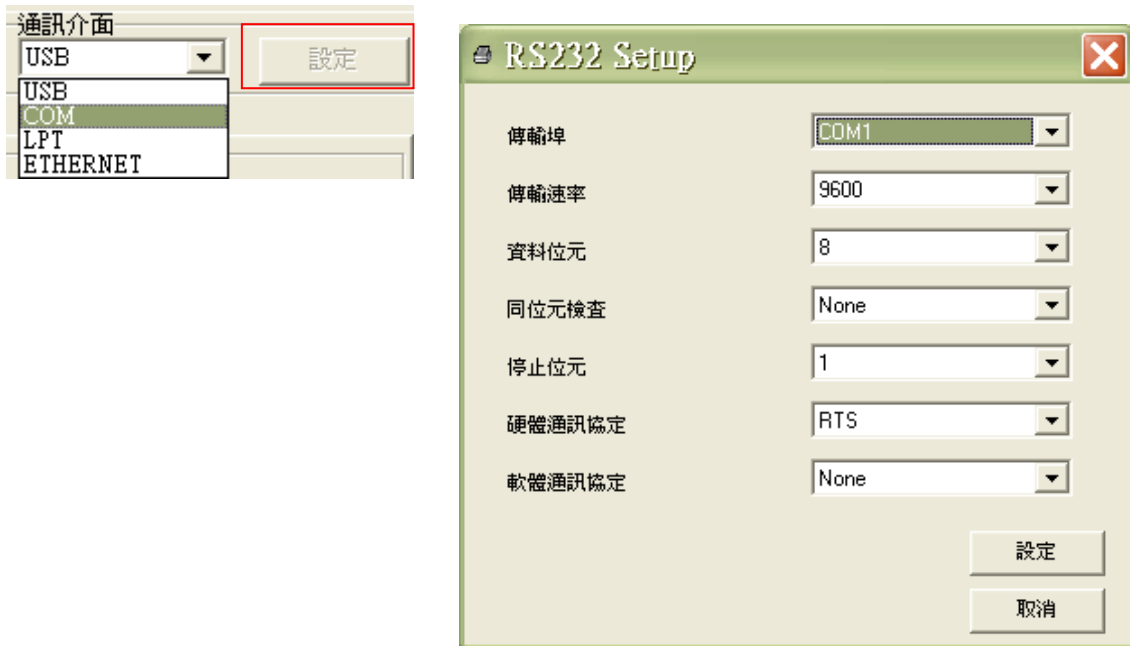 通訊介面
USB
設定
USB
COM
LPT
ETHERNET
RS232 Setup
傳輸埠 COM1
傳輸速率 9600
資料位元 8
同位元檢查 None
停止位元 1
硬體通訊協定 RTS
軟體通訊協定 None
設定
取消